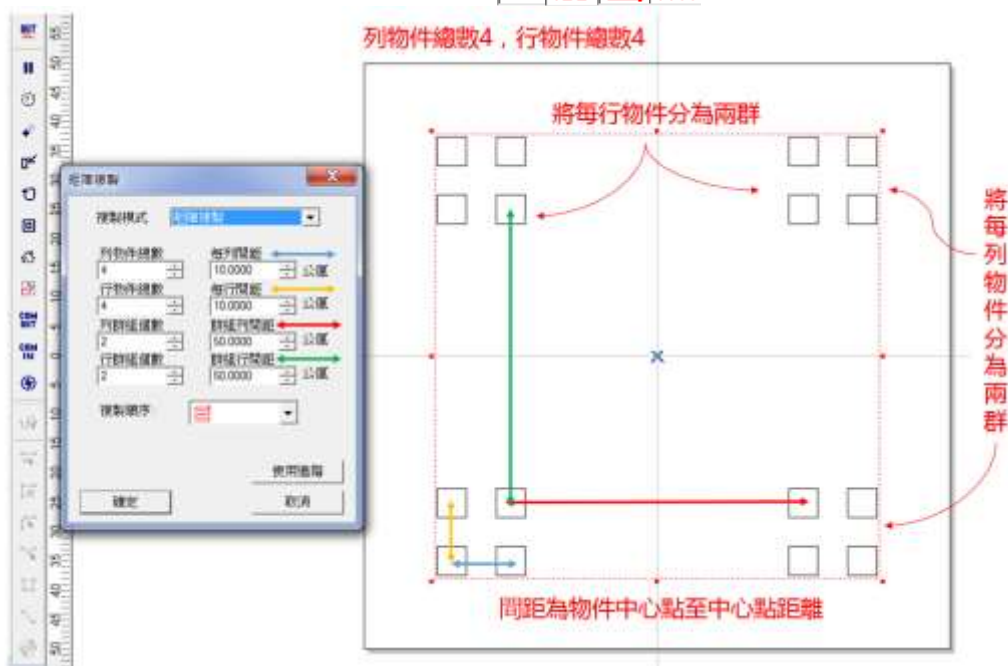 列物件總數4，行物件總數4
將每行物件分為兩群
將每列物件分為兩群
間距為物件中心點至中心點距離
矩陣複製
複製模式 矩陣複製
列物件總數 每列間距
4 10.0000 公厘
行物件總數 每行間距
4 10.0000 公厘
列群組個數 群組列間距
2 50.0000 公厘
行群組個數 群組行間距
2 50.0000 公厘
複製順序
使用進階
確定 取消